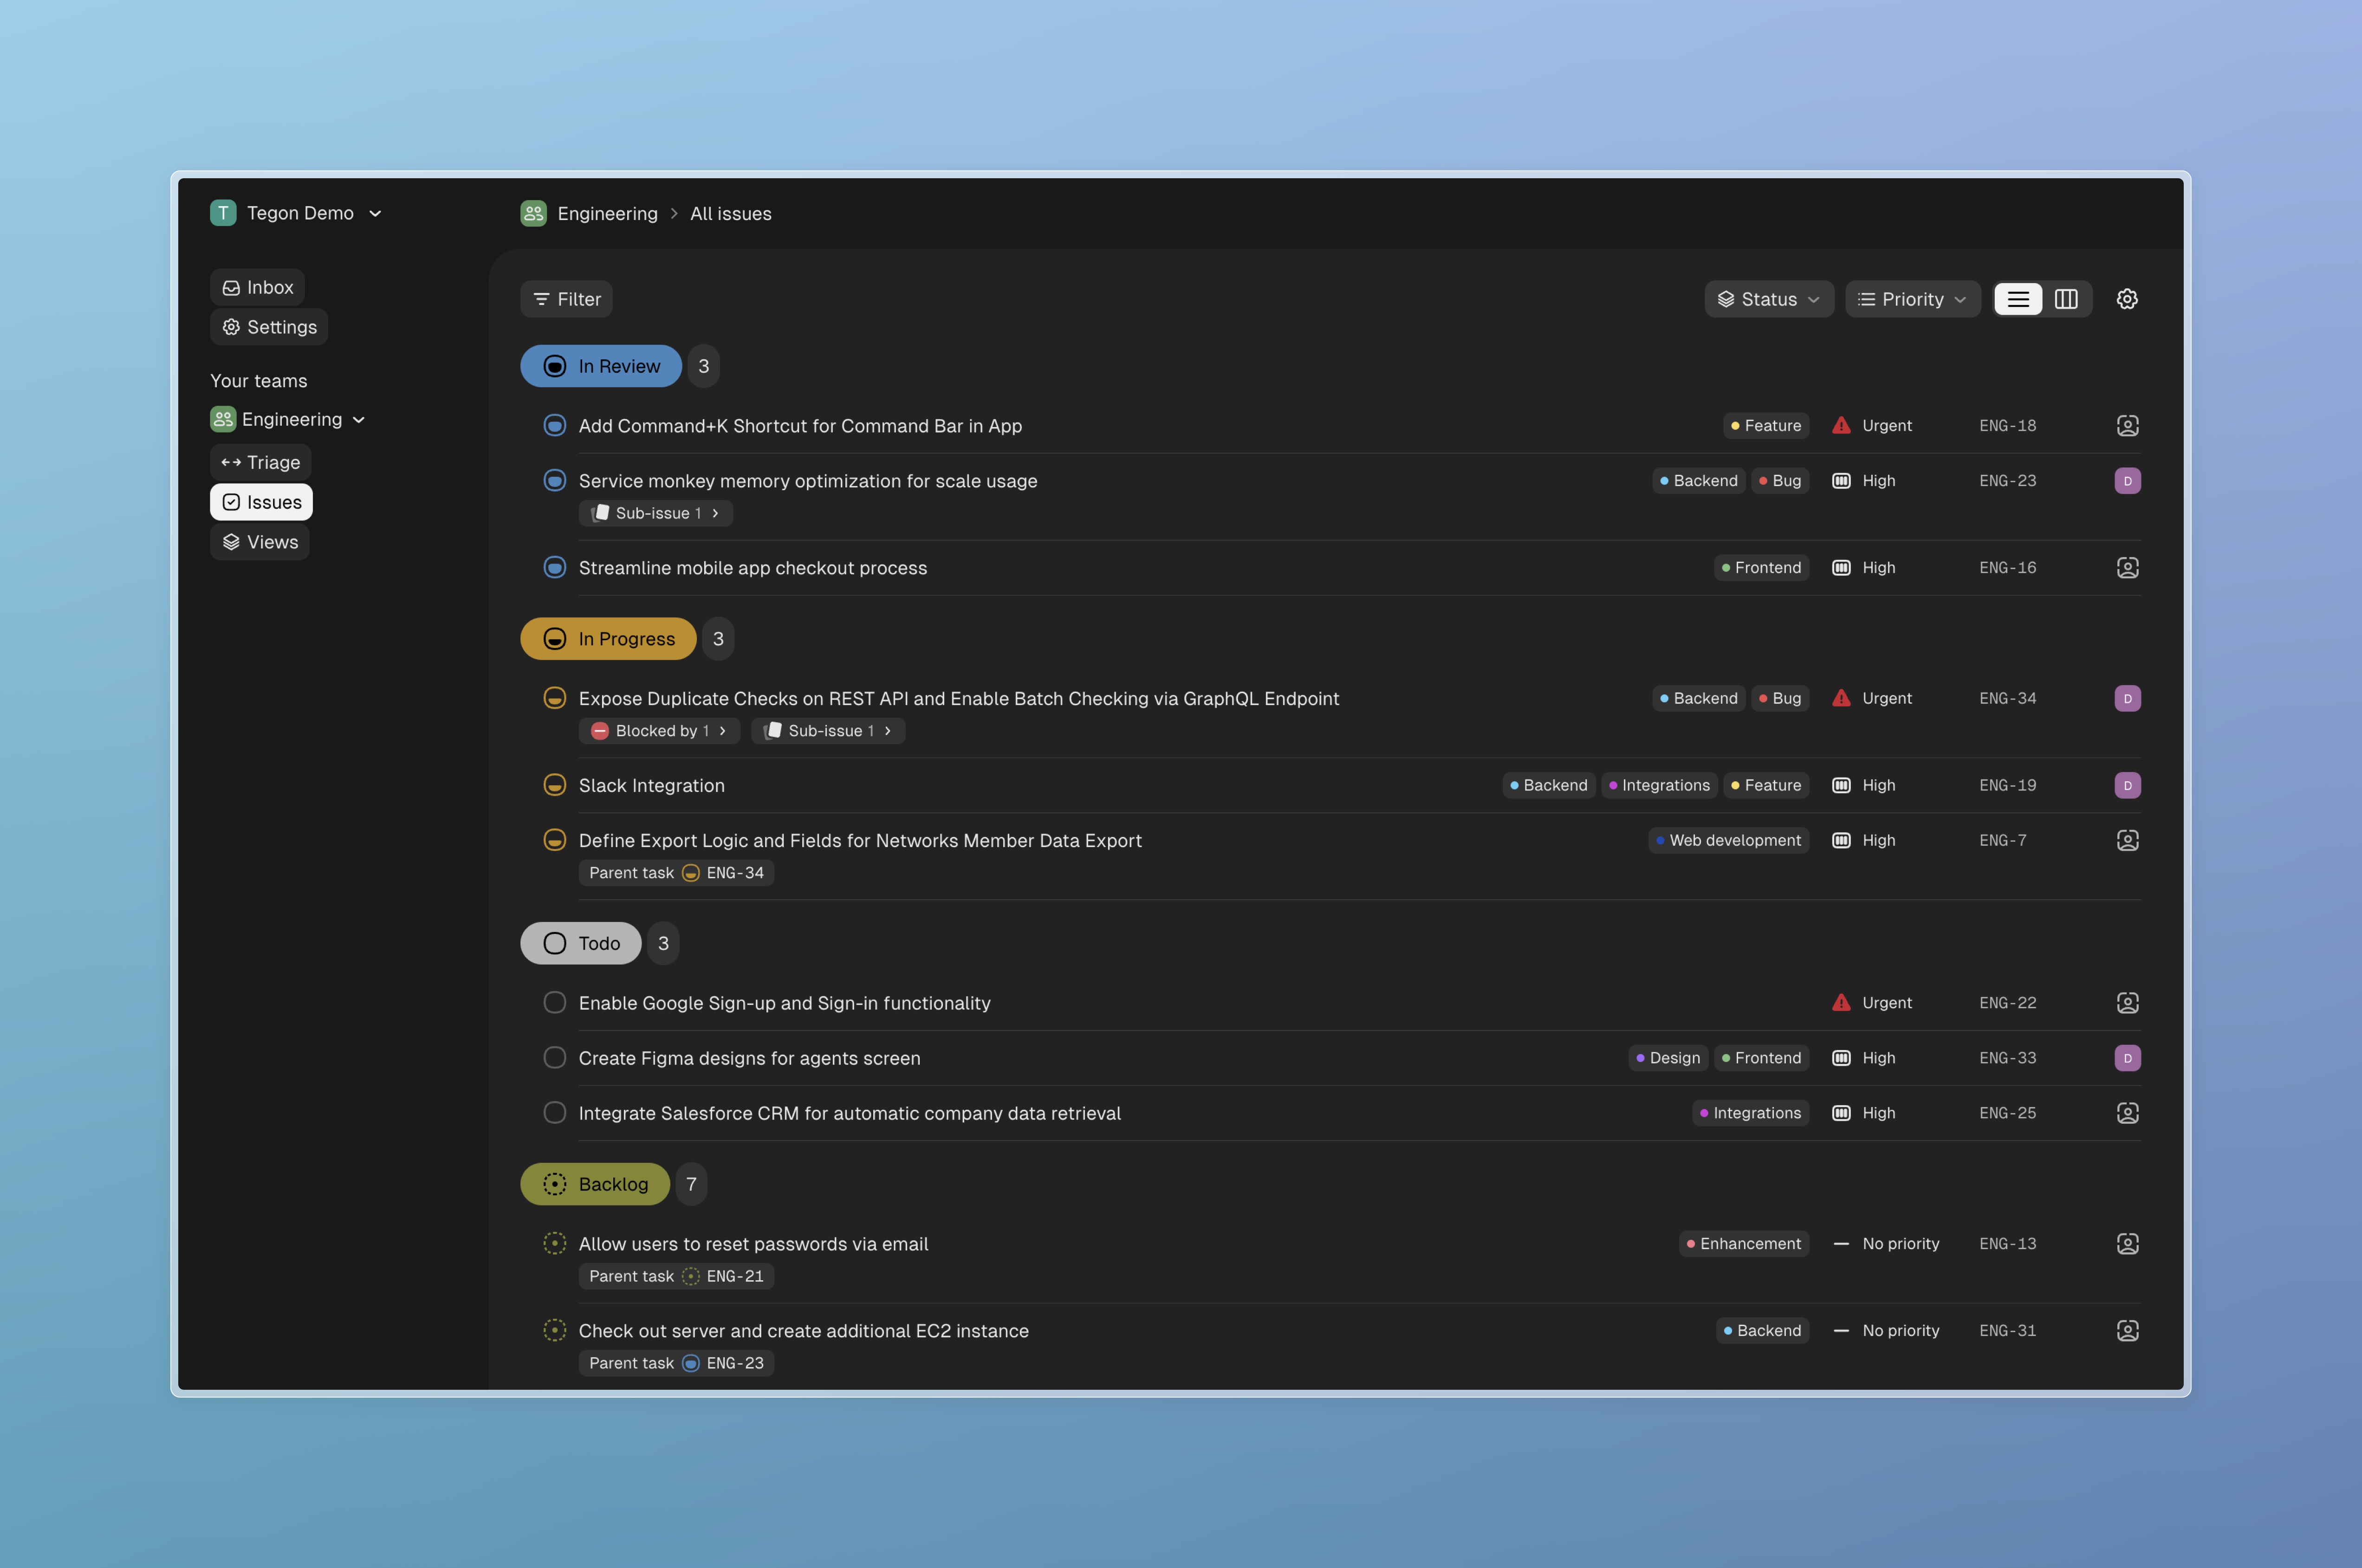 T Tegon Demo
Engineering > All issues
Inbox
Settings
Your teams
Engineering
Triage
Issues
Views
Filter
Status Priority
In Review 3
Add Command+K Shortcut for Command Bar in App Feature Urgent ENG-18
Service monkey memory optimization for scale usage Backend Bug High ENG-23 D
Sub-issue 1 >
Streamline mobile app checkout process Frontend High ENG-16
In Progress 3
Expose Duplicate Checks on REST API and Enable Batch Checking via GraphQL Endpoint Backend Bug Urgent ENG-34 D
Blocked by 1 > Sub-issue 1 >
Slack Integration Backend Integrations Feature High ENG-19 D
Define Export Logic and Fields for Networks Member Data Export Web development High ENG-7
Parent task ENG-34
Todo 3
Enable Google Sign-up and Sign-in functionality Urgent ENG-22
Create Figma designs for agents screen Design Frontend High ENG-33 D
Integrate Salesforce CRM for automatic company data retrieval Integrations High ENG-25
Backlog 7
Allow users to reset passwords via email Enhancement No priority ENG-13
Parent task ENG-21
Check out server and create additional EC2 instance Backend No priority ENG-31
Parent task ENG-23